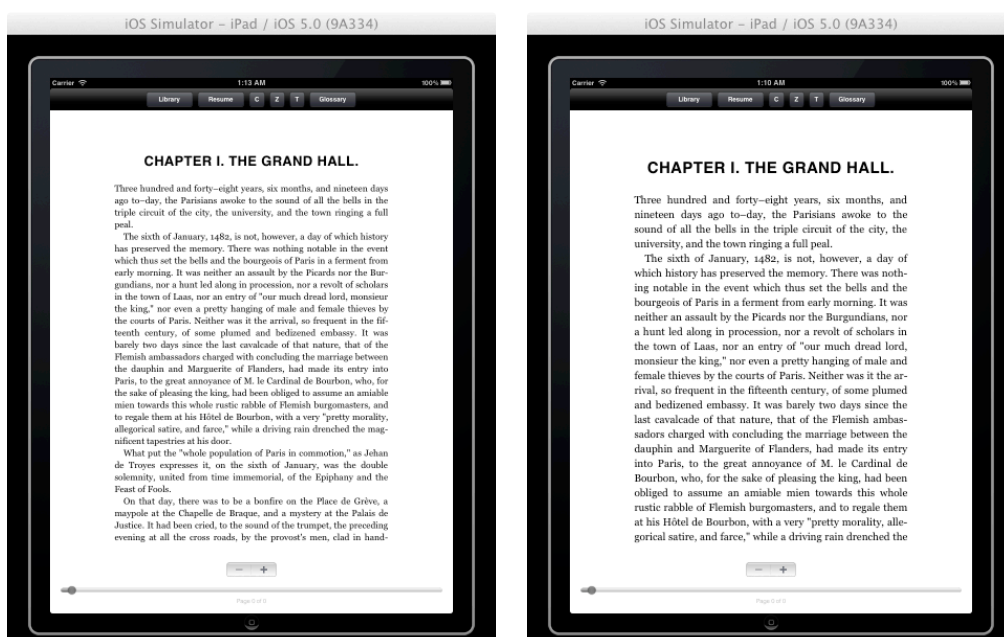 iOS Simulator – iPad / iOS 5.0 (9A334)
Carrier
1:13 AM
100%
Library
Resume
C
Z
T
Glossary
CHAPTER I. THE GRAND HALL.
Three hundred and forty–eight years, six months, and nineteen days
ago to–day, the Parisians awoke to the sound of all the bells in the
triple circuit of the city, the university, and the town ringing a full
peal.
The sixth of January, 1482, is not, however, a day of which history
has preserved the memory. There was nothing notable in the event
which thus set the bells and the bourgeois of Paris in a ferment from
early morning. It was neither an assault by the Picards nor the Bur-
gundians, nor a hunt led along in procession, nor a revolt of scholars
in the town of Laas, nor an entry of "our much dread lord, monsieur
the king," nor even a pretty hanging of male and female thieves by
the courts of Paris. Neither was it the arrival, so frequent in the fif-
teenth century, of some plumed and bedizened embassy. It was
barely two days since the last cavalcade of that nature, that of the
Flemish ambassadors charged with concluding the marriage between
the dauphin and Marguerite of Flanders, had made its entry into
Paris, to the great annoyance of M. le Cardinal de Bourbon, who, for
the sake of pleasing the king, had been obliged to assume an amiable
mien towards this whole rustic rabble of Flemish burgomasters, and
to regale them at his Hôtel de Bourbon, with a very "pretty morality,
allegorical satire, and farce," while a driving rain drenched the mag-
nificent tapestries at his door.
What put the "whole population of Paris in commotion," as Jehan
de Troyes expresses it, on the sixth of January, was the double
solemnity, united from time immemorial, of the Epiphany and the
Feast of Fools.
On that day, there was to be a bonfire on the Place de Grève, a
maypole at the Chapelle de Braque, and a mystery at the Palais de
Justice. It had been cried, to the sound of the trumpet, the preceding
evening at all the cross roads, by the provost's men, clad in hand-
– +
Page 0 of 0
iOS Simulator – iPad / iOS 5.0 (9A334)
Carrier
1:10 AM
100%
Library
Resume
C
Z
T
Glossary
CHAPTER I. THE GRAND HALL.
Three hundred and forty–eight years, six months, and
nineteen days ago to–day, the Parisians awoke to the
sound of all the bells in the triple circuit of the city, the
university, and the town ringing a full peal.
The sixth of January, 1482, is not, however, a day of
which history has preserved the memory. There was noth-
ing notable in the event which thus set the bells and the
bourgeois of Paris in a ferment from early morning. It was
neither an assault by the Picards nor the Burgundians, nor
a hunt led along in procession, nor a revolt of scholars in
the town of Laas, nor an entry of "our much dread lord,
monsieur the king," nor even a pretty hanging of male and
female thieves by the courts of Paris. Neither was it the ar-
rival, so frequent in the fifteenth century, of some plumed
and bedizened embassy. It was barely two days since the
last cavalcade of that nature, that of the Flemish ambas-
sadors charged with concluding the marriage between the
dauphin and Marguerite of Flanders, had made its entry
into Paris, to the great annoyance of M. le Cardinal de
Bourbon, who, for the sake of pleasing the king, had been
obliged to assume an amiable mien towards this whole
rustic rabble of Flemish burgomasters, and to regale them
at his Hôtel de Bourbon, with a very "pretty morality, alle-
gorical satire, and farce," while a driving rain drenched the
– +
Page 0 of 0